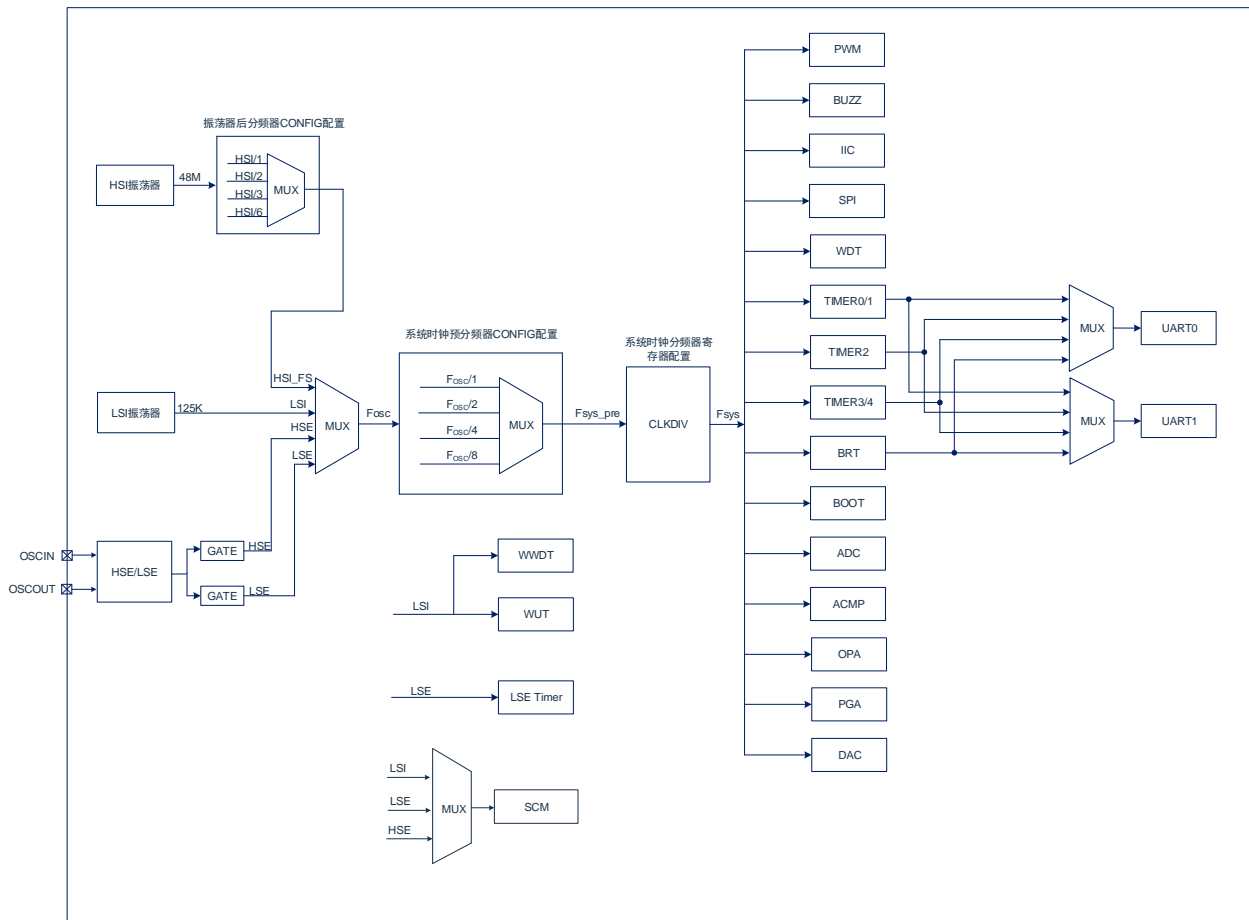 PWM
BUZZ
振荡器后分频器CONFIG配置
HSI振荡器
48M
HSI/1
HSI/2
HSI/3
HSI/6
MUX
IIC
SPI
WDT
TIMER0/1
TIMER2
TIMER3/4
BRT
BOOT
ADC
ACMP
OPA
PGA
DAC
MUX
UART0
MUX
UART1
系统时钟预分频器CONFIG配置
FOSC/1
FOSC/2
FOSC/4
FOSC/8
MUX
Fsys_pre
系统时钟分频器寄
存器配置
CLKDIV
Fsys
HSI_FS
LSI
HSE
LSE
MUX
Fosc
LSI振荡器
125K
OSCIN
OSCOUT
HSE/LSE
GATE
HSE
GATE
LSE
LSI
WWDT
WUT
LSE
LSE Timer
LSI
LSE
HSE
MUX
SCM